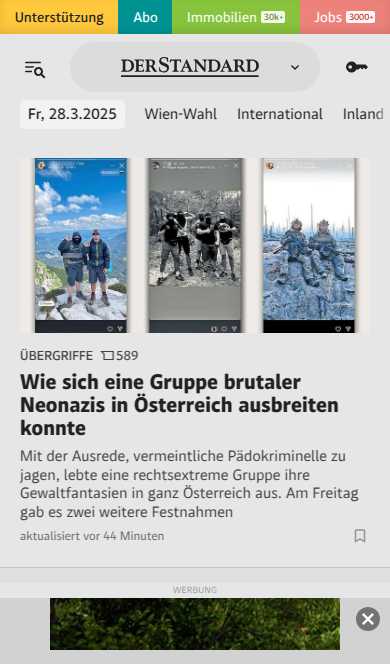 Unterstützung Abo Immobilien 30k+ Jobs 3000+
DERSTANDARD
Fr, 28.3.2025 Wien-Wahl International Inland
ÜBERGRIFFE 589
Wie sich eine Gruppe brutaler
Neonazis in Österreich ausbreiten
konnte
Mit der Ausrede, vermeintliche Pädokriminelle zu
jagen, lebte eine rechtsextreme Gruppe ihre
Gewaltfantasien in ganz Österreich aus. Am Freitag
gab es zwei weitere Festnahmen
aktualisiert vor 44 Minuten
WERBUNG